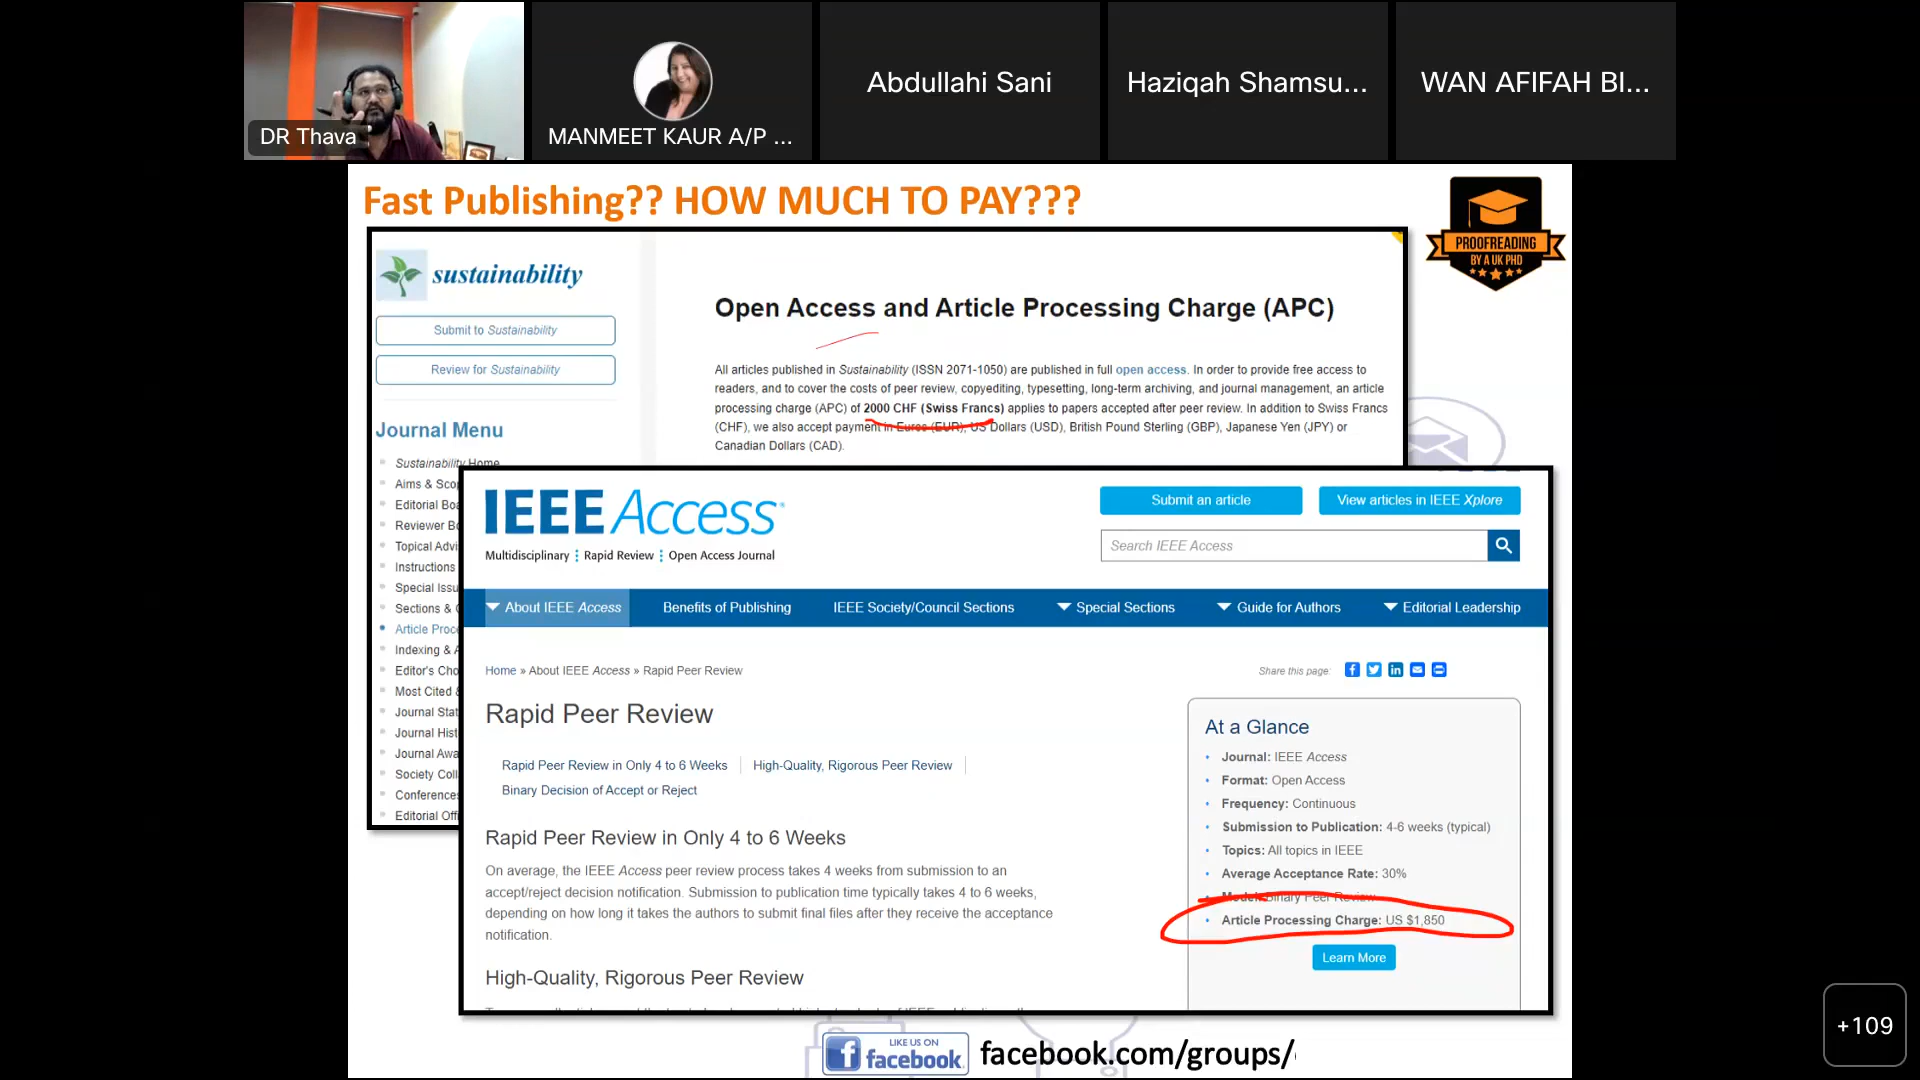 DR Thava
MANMEET KAUR A/P ...
Abdullahi Sani
Haziqah Shamsu...
WAN AFIFAH BI...
Fast Publishing?? HOW MUCH TO PAY???
PROOFREADING
BY A UK PHD
sustainability
Submit to Sustainability
Review for Sustainability
Journal Menu
Sustainability Home
Aims & Scop
Editorial Boa
Reviewer Bo
Topical Advi
Instructions
Special Issu
Sections & C
Article Proce
Indexing & A
Editor's Cho
Most Cited &
Journal Stat
Journal Hist
Journal Awa
Society Coll
Conferences
Editorial Offi
Open Access and Article Processing Charge (APC)
All articles published in Sustainability (ISSN 2071-1050) are published in full open access. In order to provide free access to
readers, and to cover the costs of peer review, copyediting, typesetting, long-term archiving, and journal management, an article
processing charge (APC) of 2000 CHF (Swiss Francs) applies to papers accepted after peer review. In addition to Swiss Francs
(CHF), we also accept payment in Euros (EUR), US Dollars (USD), British Pound Sterling (GBP), Japanese Yen (JPY) or
Canadian Dollars (CAD).
IEEE Access
Multidisciplinary Rapid Review Open Access Journal
Submit an article
View articles in IEEE Xplore
Search IEEE Access
About IEEE Access
Benefits of Publishing
IEEE Society/Council Sections
Special Sections
Guide for Authors
Editorial Leadership
Home » About IEEE Access » Rapid Peer Review
Share this page:
Rapid Peer Review
Rapid Peer Review in Only 4 to 6 Weeks
High-Quality, Rigorous Peer Review
Binary Decision of Accept or Reject
Rapid Peer Review in Only 4 to 6 Weeks
On average, the IEEE Access peer review process takes 4 weeks from submission to an
accept/reject decision notification. Submission to publication time typically takes 4 to 6 weeks,
depending on how long it takes the authors to submit final files after they receive the acceptance
notification.
High-Quality, Rigorous Peer Review
At a Glance
Journal: IEEE Access
Format: Open Access
Frequency: Continuous
Submission to Publication: 4-6 weeks (typical)
Topics: All topics in IEEE
Average Acceptance Rate: 30%
Model: Binary Peer Review
Article Processing Charge: US $1,850
Learn More
LIKE US ON
facebook
facebook.com/groups/
+109